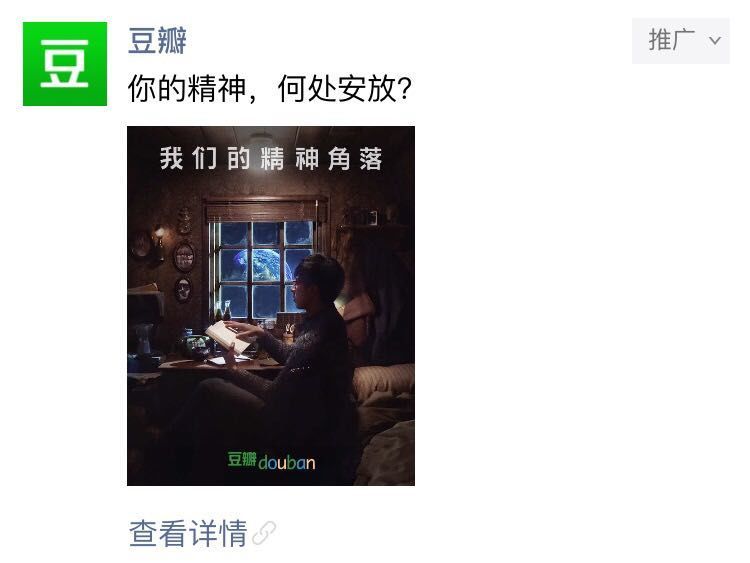 豆
豆瓣
推广
你的精神，何处安放?
我们的精神角落
豆瓣douban
查看详情